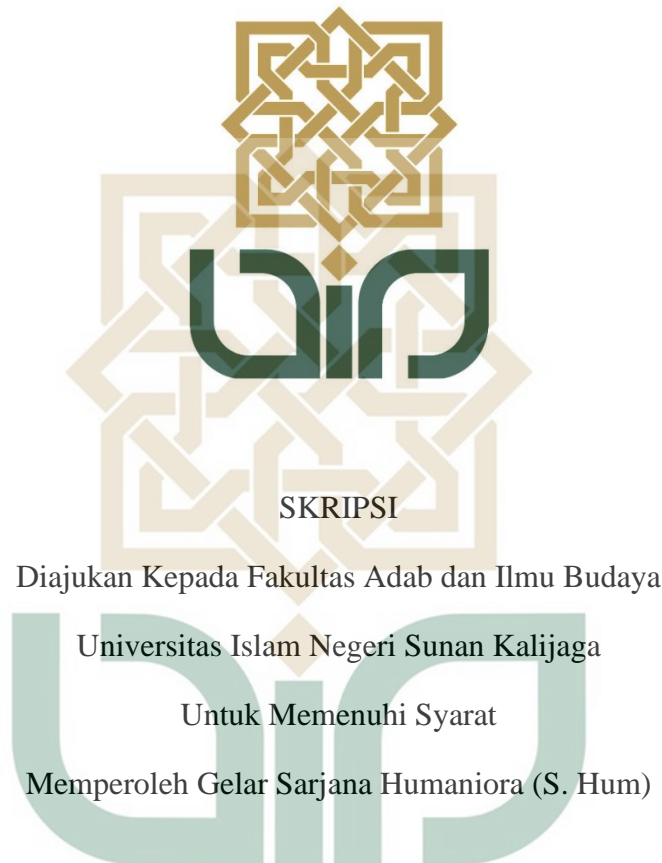 uin
SKRIPSI
Diajukan Kepada Fakultas Adab dan Ilmu Budaya
Universitas Islam Negeri Sunan Kalijaga
Untuk Memenuhi Syarat
Memperoleh Gelar Sarjana Humaniora (S. Hum)